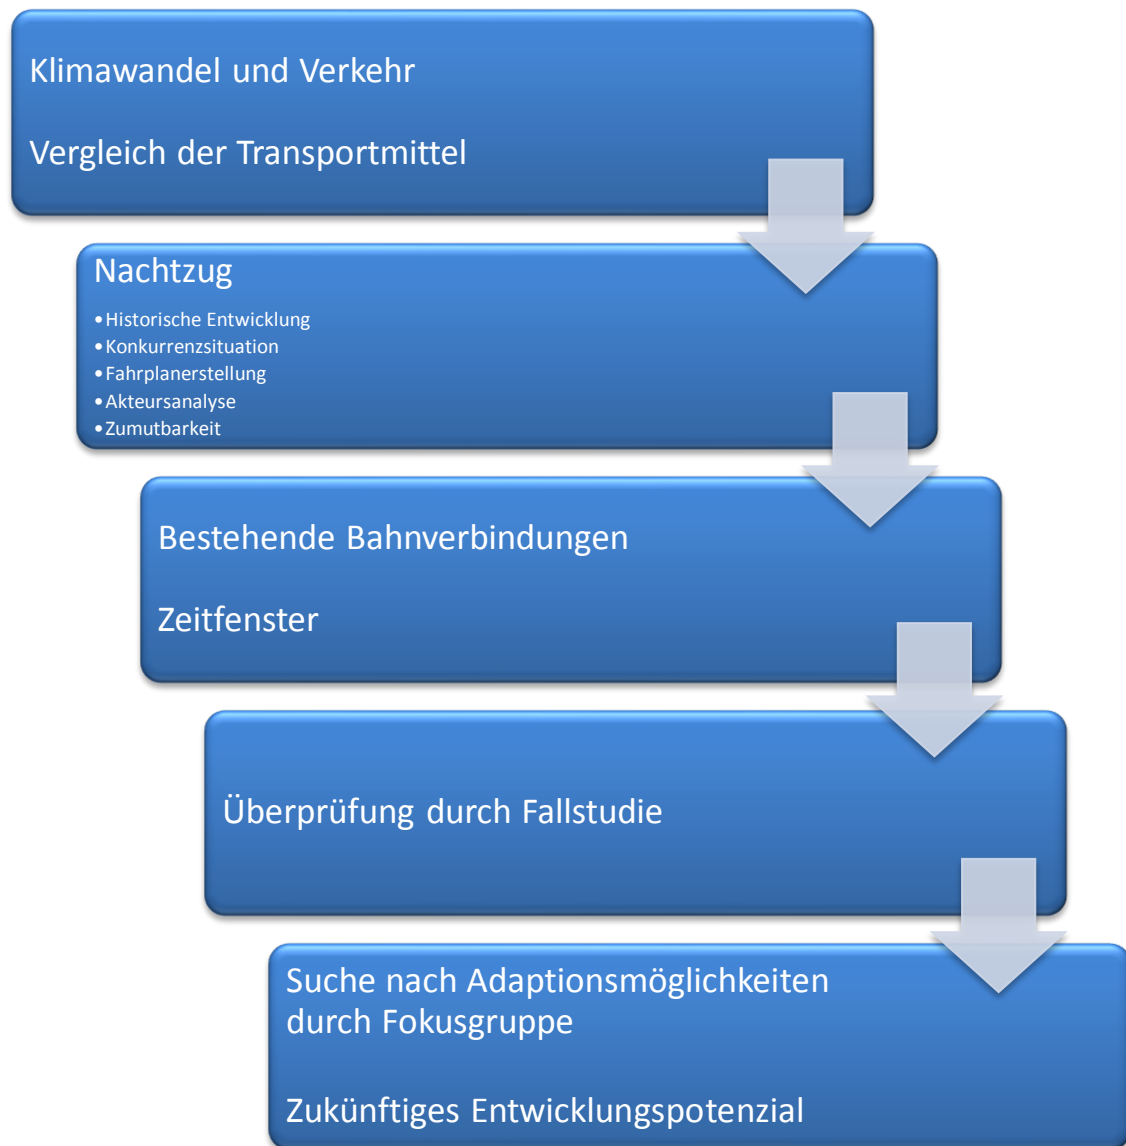 Klimawandel und Verkehr
Vergleich der Transportmittel
Nachtzug
•Historische Entwicklung
•Konkurrenzsituation
•Fahrplanerstellung
•Akteursanalyse
•Zumutbarkeit
Bestehende Bahnverbindungen
Zeitfenster
Überprüfung durch Fallstudie
Suche nach Adaptionsmöglichkeiten
durch Fokusgruppe
Zukünftiges Entwicklungspotenzial